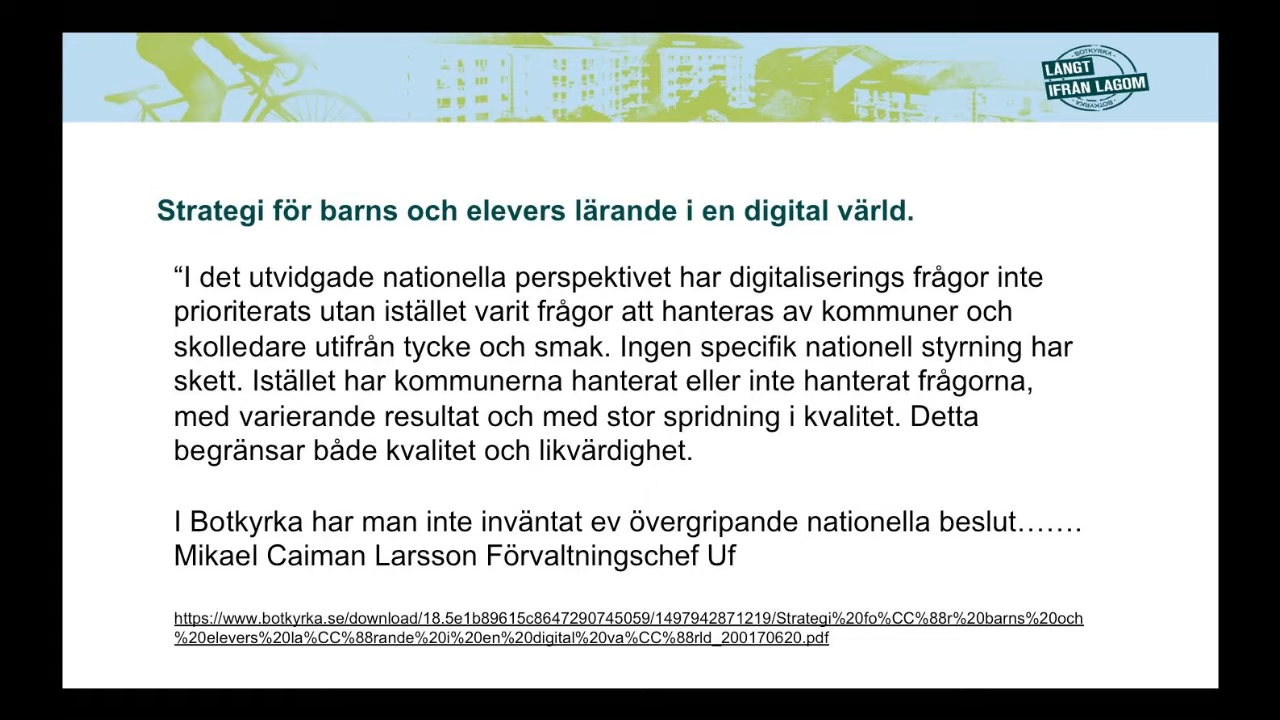 BOTKYRKA
LÅNGT
IFRÅN LAGOM
BOTKYRKA
Strategi för barns och elevers lärande i en digital värld.
“I det utvidgade nationella perspektivet har digitaliserings frågor inte
prioriterats utan istället varit frågor att hanteras av kommuner och
skolledare utifrån tycke och smak. Ingen specifik nationell styrning har
skett. Istället har kommunerna hanterat eller inte hanterat frågorna,
med varierande resultat och med stor spridning i kvalitet. Detta
begränsar både kvalitet och likvärdighet.
I Botkyrka har man inte inväntat ev övergripande nationella beslut…….
Mikael Caiman Larsson Förvaltningschef Uf
https://www.botkyrka.se/download/18.5e1b89615c8647290745059/1497942871219/Strategi%20fo%CC%88r%20barns%20och
%20elevers%20la%CC%88rande%20i%20en%20digital%20va%CC%88rld_200170620.pdf